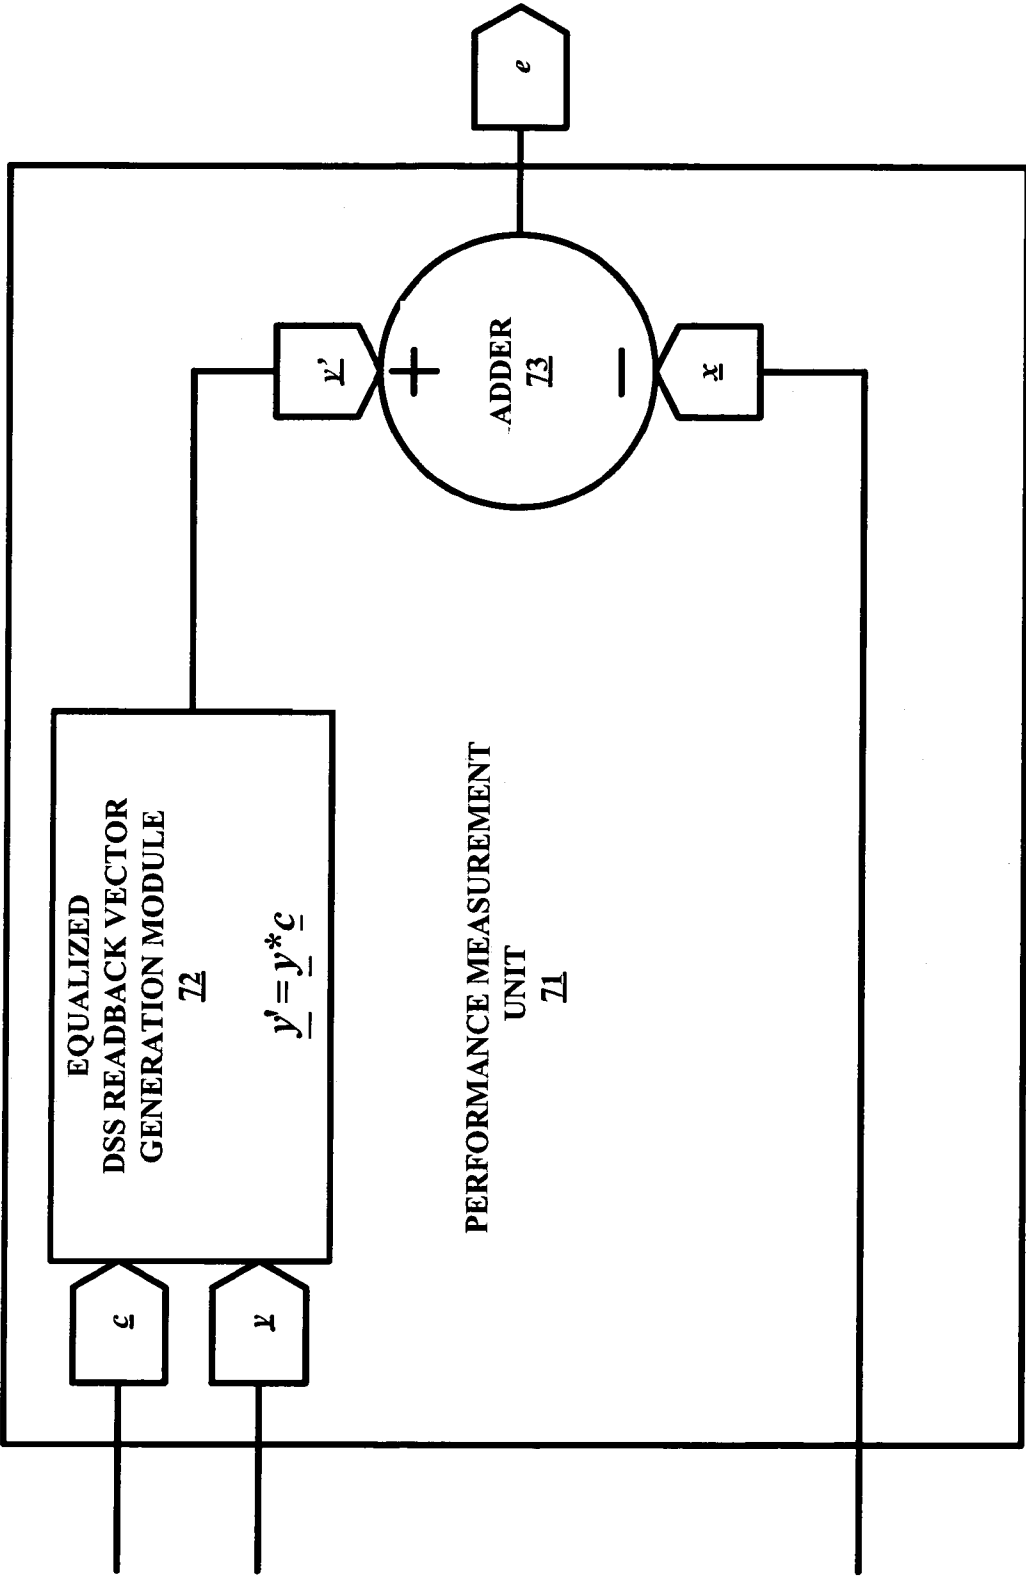 EQUALIZED
DSS READBACK VECTOR
GENERATION MODULE
72
y' = y*c
c
y
PERFORMANCE MEASUREMENT
UNIT
71
y'
+
ADDER
73
−
x
e